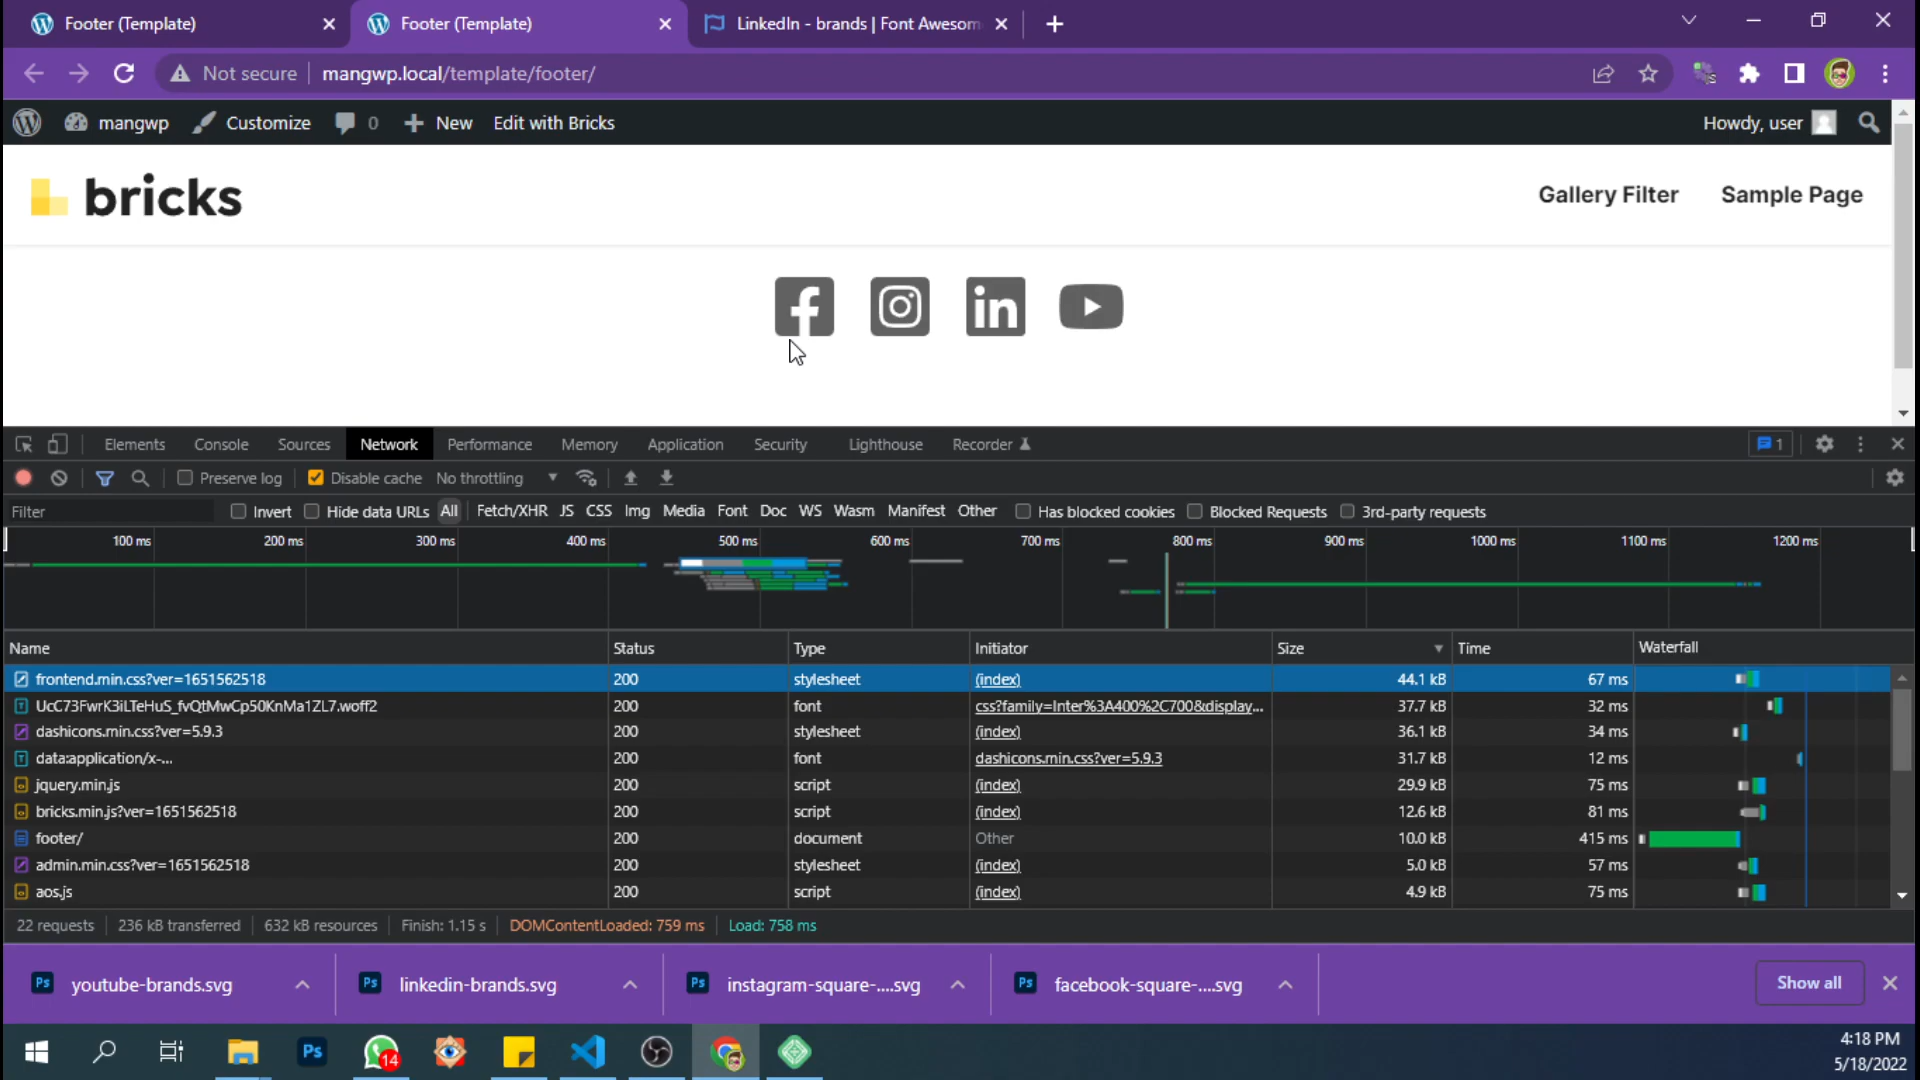 Footer (Template)
Footer (Template)
LinkedIn - brands | Font Awesom
Not secure
mangwp.local/template/footer/
mangwp
Customize
0
New
Edit with Bricks
Howdy, user
bricks
Gallery Filter
Sample Page
Elements
Console
Sources
Network
Performance
Memory
Application
Security
Lighthouse
Recorder
1
Preserve log
Disable cache
No throttling
Filter
Invert
Hide data URLs
All
Fetch/XHR
JS
CSS
Img
Media
Font
Doc
WS
Wasm
Manifest
Other
Has blocked cookies
Blocked Requests
3rd-party requests
100 ms
200 ms
300 ms
400 ms
500 ms
600 ms
700 ms
800 ms
900 ms
1000 ms
1100 ms
1200 ms
Name Status Type Initiator Size Time Waterfall
frontend.min.css?ver=1651562518 200 stylesheet (index) 44.1 kB 67 ms
UcC73FwrK3iLTeHuS_fvQtMwCp50KnMa1ZL7.woff2 200 font css?family=Inter%3A400%2C700&display... 37.7 kB 32 ms
dashicons.min.css?ver=5.9.3 200 stylesheet (index) 36.1 kB 34 ms
data:application/x-... 200 font dashicons.min.css?ver=5.9.3 31.7 kB 12 ms
jquery.min.js 200 script (index) 29.9 kB 75 ms
bricks.min.js?ver=1651562518 200 script (index) 12.6 kB 81 ms
footer/ 200 document Other 10.0 kB 415 ms
admin.min.css?ver=1651562518 200 stylesheet (index) 5.0 kB 57 ms
aos.js 200 script (index) 4.9 kB 75 ms
22 requests 236 kB transferred 632 kB resources Finish: 1.15 s DOMContentLoaded: 759 ms Load: 758 ms
youtube-brands.svg
linkedin-brands.svg
instagram-square-....svg
facebook-square-....svg
Show all
14
4:18 PM
5/18/2022